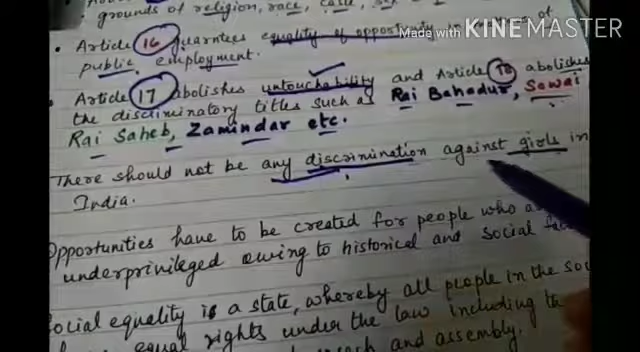 grounds of religion, race, caste, sex
Made with KINEMASTER
• Article 16 guarntees equality of opportunity in matters of
public employment.
• Article 17 abolishes untouchability and Article 18 abolishes
the discriminatory titles such as Rai Bahadur, Sawai
Rai Saheb, Zamindar etc.
There should not be any discrimination against girls in
India.
Opportunities have to be created for people who a
underprivileged owing to historical and social
Social equality is a state, whereby all people in the soc
equal rights under the law including
and assembly.